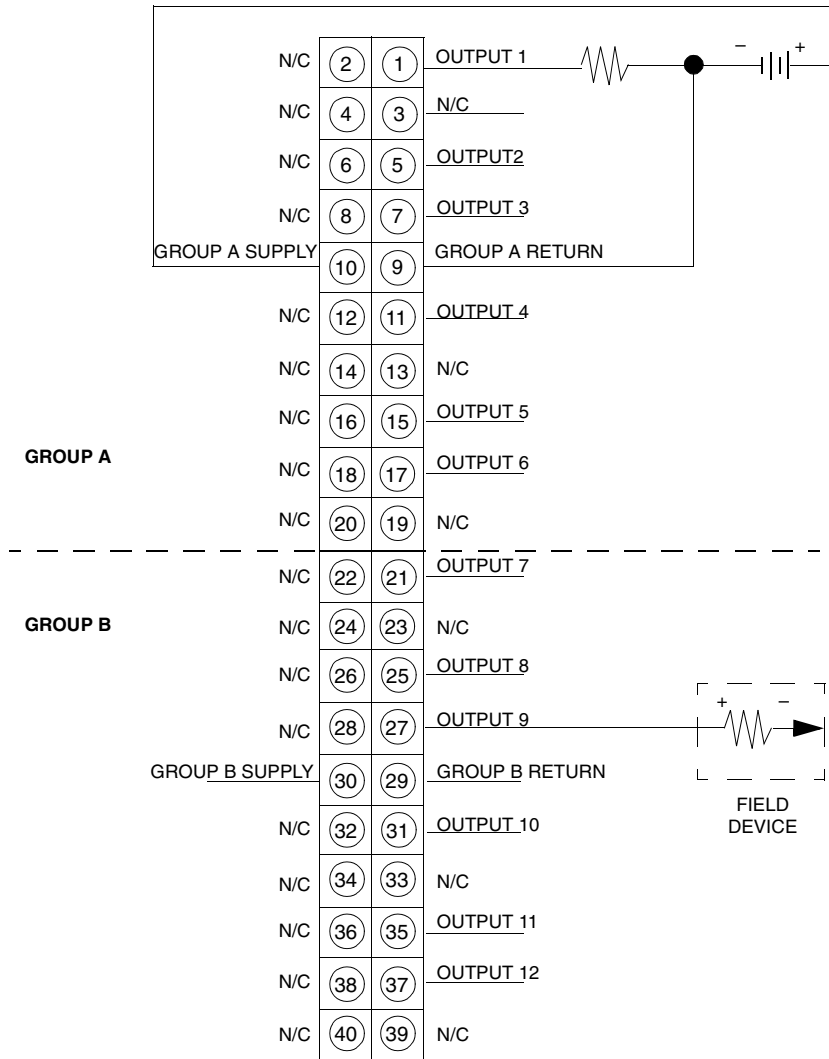 − +
N/C 2 1 OUTPUT 1
N/C 4 3 N/C
N/C 6 5 OUTPUT2
N/C 8 7 OUTPUT 3
GROUP A SUPPLY 10 9 GROUP A RETURN
N/C 12 11 OUTPUT 4
N/C 14 13 N/C
N/C 16 15 OUTPUT 5
GROUP A
N/C 18 17 OUTPUT 6
N/C 20 19 N/C
N/C 22 21 OUTPUT 7
GROUP B
N/C 24 23 N/C
N/C 26 25 OUTPUT 8
+ −
N/C 28 27 OUTPUT 9
GROUP B SUPPLY 30 29 GROUP B RETURN
FIELD
DEVICE
N/C 32 31 OUTPUT 10
N/C 34 33 N/C
N/C 36 35 OUTPUT 11
N/C 38 37 OUTPUT 12
N/C 40 39 N/C